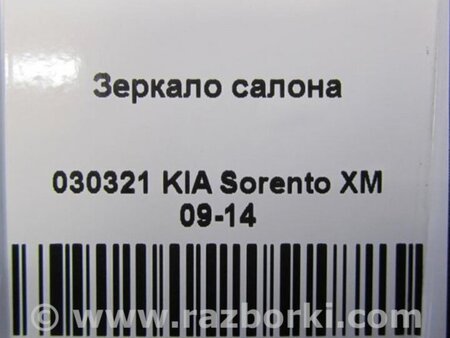 Зеркало салона
030321 KIA Sorento XM
09-14
© www.razborki.com